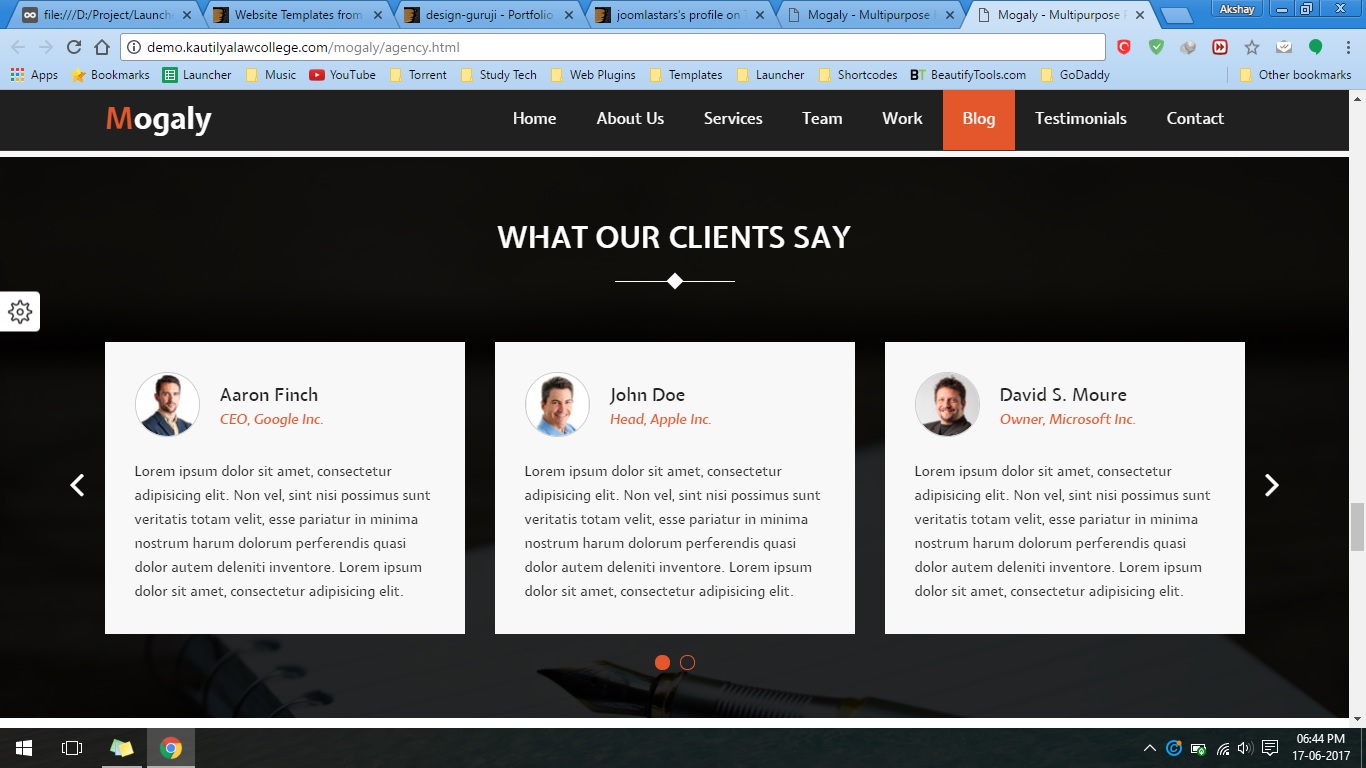 file:///D:/Project/Launch
Website Templates from
design-guruji - Portfolio
joomlastars's profile on
Mogaly - Multipurpose
Mogaly - Multipurpose
Akshay
demo.kautilyalawcollege.com/mogaly/agency.html
Apps
Bookmarks
Launcher
Music
YouTube
Torrent
Study Tech
Web Plugins
Templates
Launcher
Shortcodes
BT BeautifyTools.com
GoDaddy
Other bookmarks
Mogaly
Home
About Us
Services
Team
Work
Blog
Testimonials
Contact
WHAT OUR CLIENTS SAY
Aaron Finch
CEO, Google Inc.
Lorem ipsum dolor sit amet, consectetur
adipisicing elit. Non vel, sint nisi possimus sunt
veritatis totam velit, esse pariatur in minima
nostrum harum dolorum perferendis quasi
dolor autem deleniti inventore. Lorem ipsum
dolor sit amet, consectetur adipisicing elit.
John Doe
Head, Apple Inc.
Lorem ipsum dolor sit amet, consectetur
adipisicing elit. Non vel, sint nisi possimus sunt
veritatis totam velit, esse pariatur in minima
nostrum harum dolorum perferendis quasi
dolor autem deleniti inventore. Lorem ipsum
dolor sit amet, consectetur adipisicing elit.
David S. Moure
Owner, Microsoft Inc.
Lorem ipsum dolor sit amet, consectetur
adipisicing elit. Non vel, sint nisi possimus sunt
veritatis totam velit, esse pariatur in minima
nostrum harum dolorum perferendis quasi
dolor autem deleniti inventore. Lorem ipsum
dolor sit amet, consectetur adipisicing elit.
06:44 PM
17-06-2017